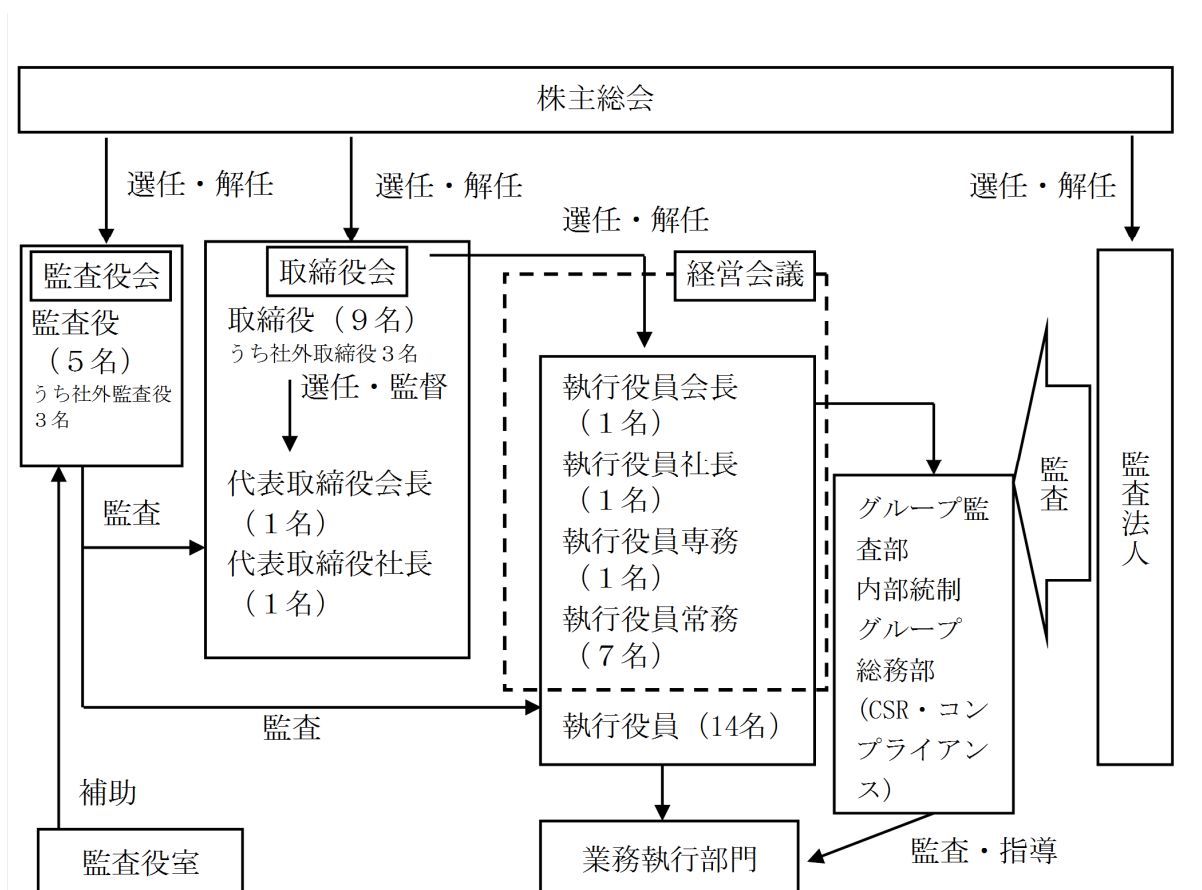 株主総会
選任・解任
選任・解任
選任・解任
選任・解任
監査役会
監査役
（５名）
うち社外監査役
３名
取締役会
取締役（９名）
うち社外取締役３名
選任・監督
代表取締役会長
（１名）
代表取締役社長
（１名）
経営会議
執行役員会長
（１名）
執行役員社長
（１名）
執行役員専務
（１名）
執行役員常務
（７名）
執行役員（14名）
グループ監
査部
内部統制
グループ
総務部
(CSR・コン
プライアン
ス)
監査
監査法人
監査
監査
補助
監査役室
業務執行部門
監査・指導